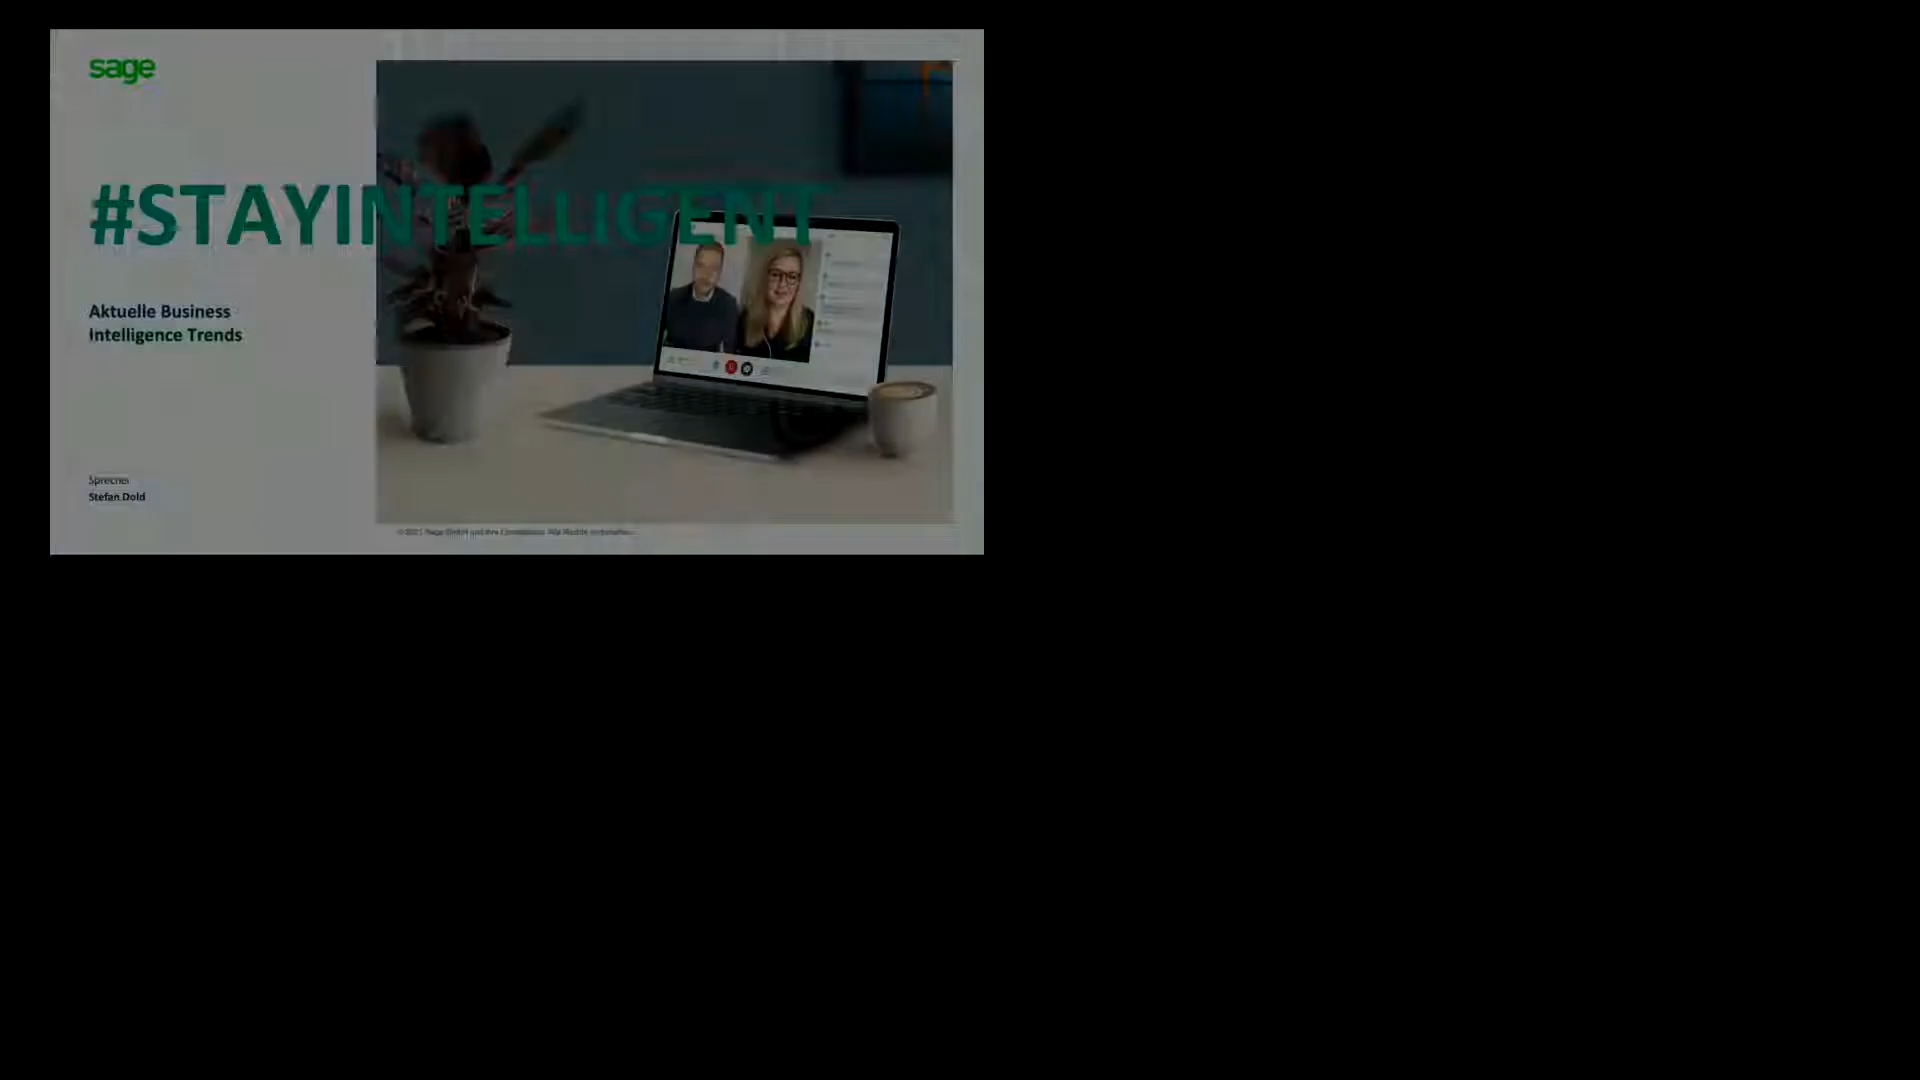 sage
#STAYINTELLIGENT
Aktuelle Business
Intelligence Trends
Sprecher
Stefan Dold